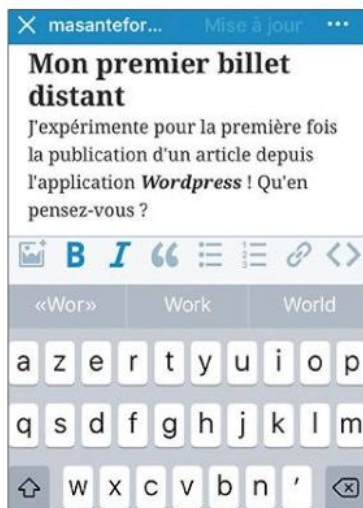 masantefor... Mise à jour
Mon premier billet
distant
J'expérimente pour la première fois
la publication d'un article depuis
l'application Wordpress ! Qu'en
pensez-vous ?
B I
«Wor» Work World
a z e r t y u i o p
q s d f g h j k l m
w x c v b n '